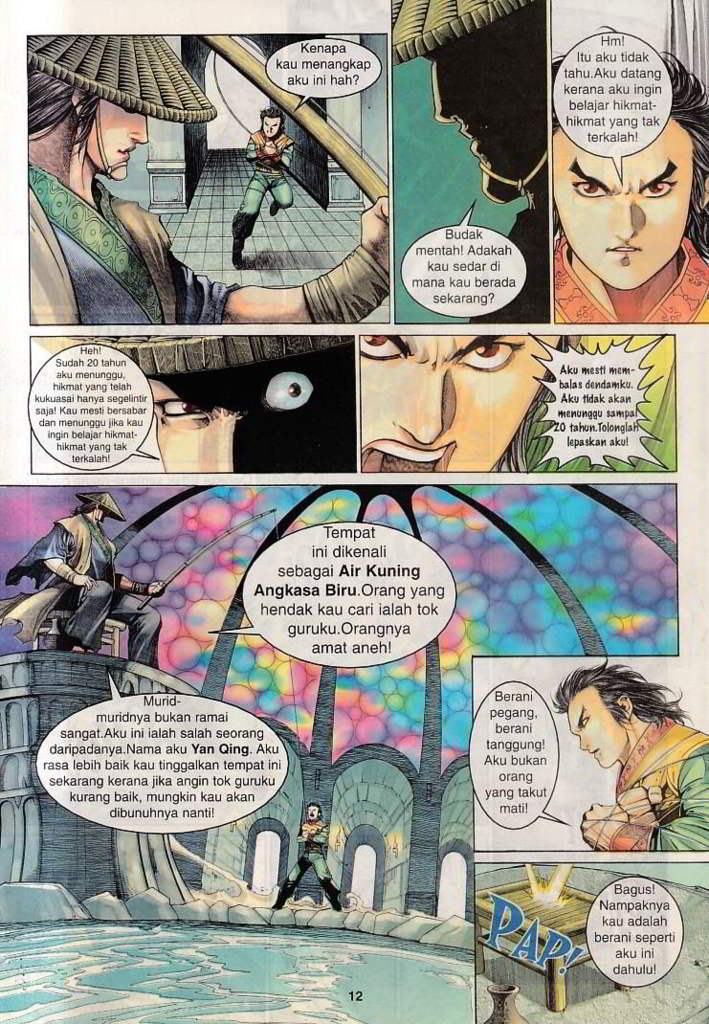 Kenapa
kau menangkap
aku ini hah?
Budak
mentah! Adakah
kau sedar di
mana kau berada
sekarang?
Hm!
Itu aku tidak
tahu.Aku datang
kerana aku ingin
belajar hikmat-
hikmat yang tak
terkalah!
Heh!
Sudah 20 tahun
aku menunggu,
hikmat yang telah
kukuasai hanya segelintir
saja! Kau mesti bersabar
dan menunggu jika kau
ingin belajar hikmat-
hikmat yang tak
terkalah!
Aku mesti mem-
balas dendamku.
Aku tidak akan
menunggu sampai
20 tahun.Tolonglah
lepaskan aku!
Tempat
ini dikenali
sebagai Air Kuning
Angkasa Biru.Orang yang
hendak kau cari ialah tok
guruku.Orangnya
amat aneh!
Murid-
muridnya bukan ramai
sangat.Aku ini ialah salah seorang
daripadanya.Nama aku Yan Qing. Aku
rasa lebih baik kau tinggalkan tempat ini
sekarang kerana jika angin tok guruku
kurang baik, mungkin kau akan
dibunuhnya nanti!
Berani
pegang,
berani
tanggung!
Aku bukan
orang
yang takut
mati!
PAP!
Bagus!
Nampaknya
kau adalah
berani seperti
aku ini
dahulu!
12